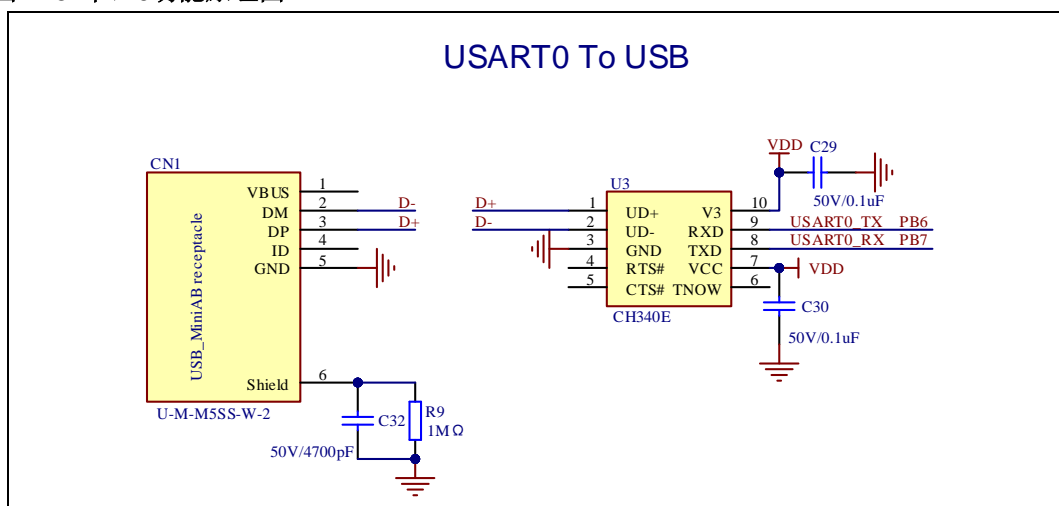 USART0 To USB
CN1
VBUS 1
DM 2 D-
DP 3 D+
ID 4
GND 5
USB_MiniAB receptacle
Shield 6
U-M-M5SS-W-2
C32
50V/4700pF
R9
1MΩ
U3
D+ 1 UD+ V3 10
D- 2 UD- RXD 9 USART0_TX PB6
3 GND TXD 8 USART0_RX PB7
4 RTS# VCC 7 VDD
5 CTS# TNOW 6
CH340E
VDD C29
50V/0.1uF
C30
50V/0.1uF